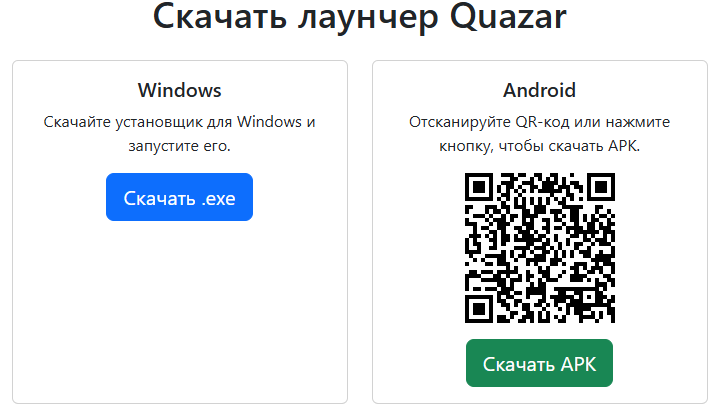 Скачать лаунчер Quazar
Windows
Скачайте установщик для Windows и
запустите его.
Скачать .exe
Android
Отсканируйте QR-код или нажмите
кнопку, чтобы скачать APK.
Скачать APK